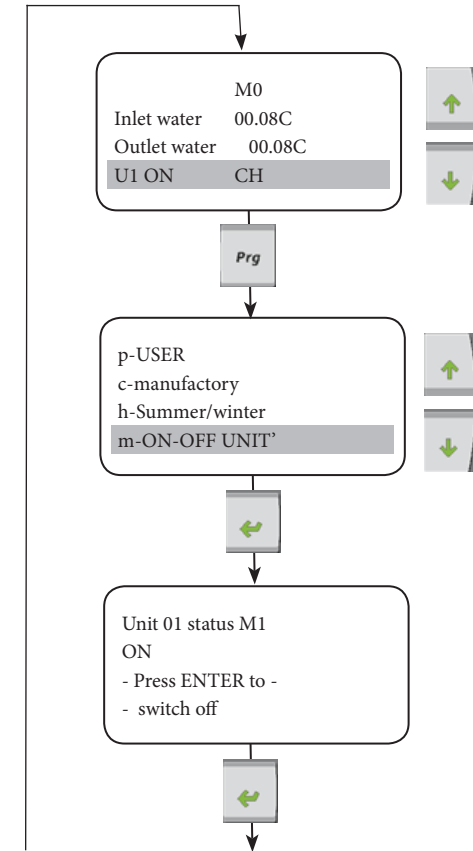 M0
Inlet water 00.08C
Outlet water 00.08C
U1 ON CH
Prg
p-USER
c-manufactory
h-Summer/winter
m-ON-OFF UNIT’
Unit 01 status M1
ON
- Press ENTER to -
- switch off